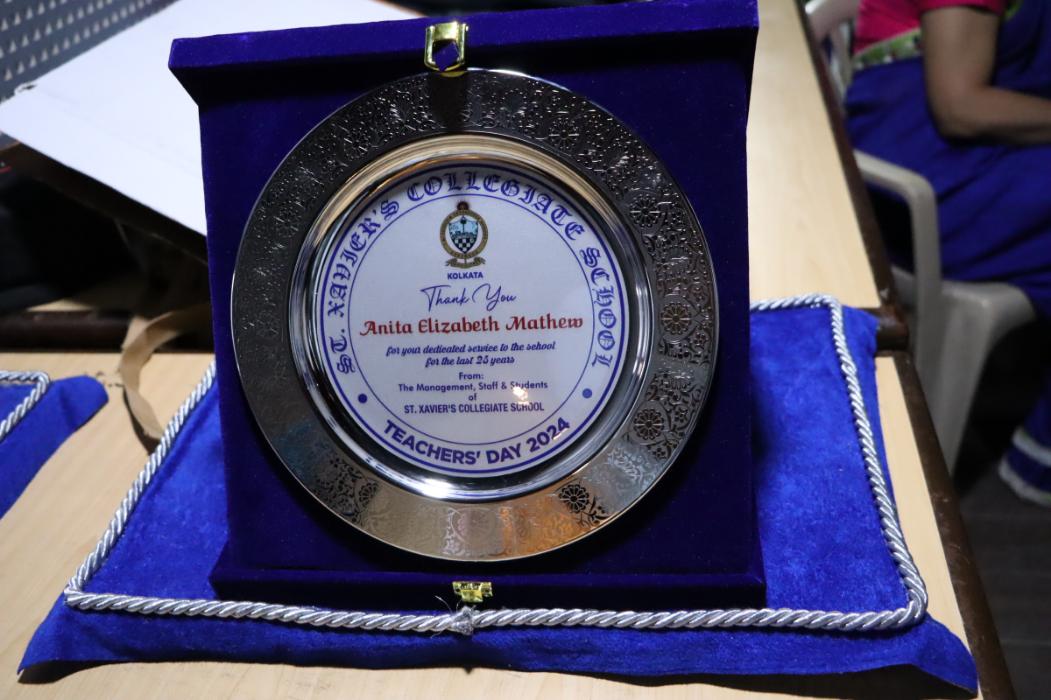 ST. XAVIER'S COLLEGIATE SCHOOL
KOLKATA
Thank You
Anita Elizabeth Mathew
for your dedicated service to the school
for the last 25 years
From:
The Management, Staff & Students
of
ST. XAVIER'S COLLEGIATE SCHOOL
TEACHERS' DAY 2024